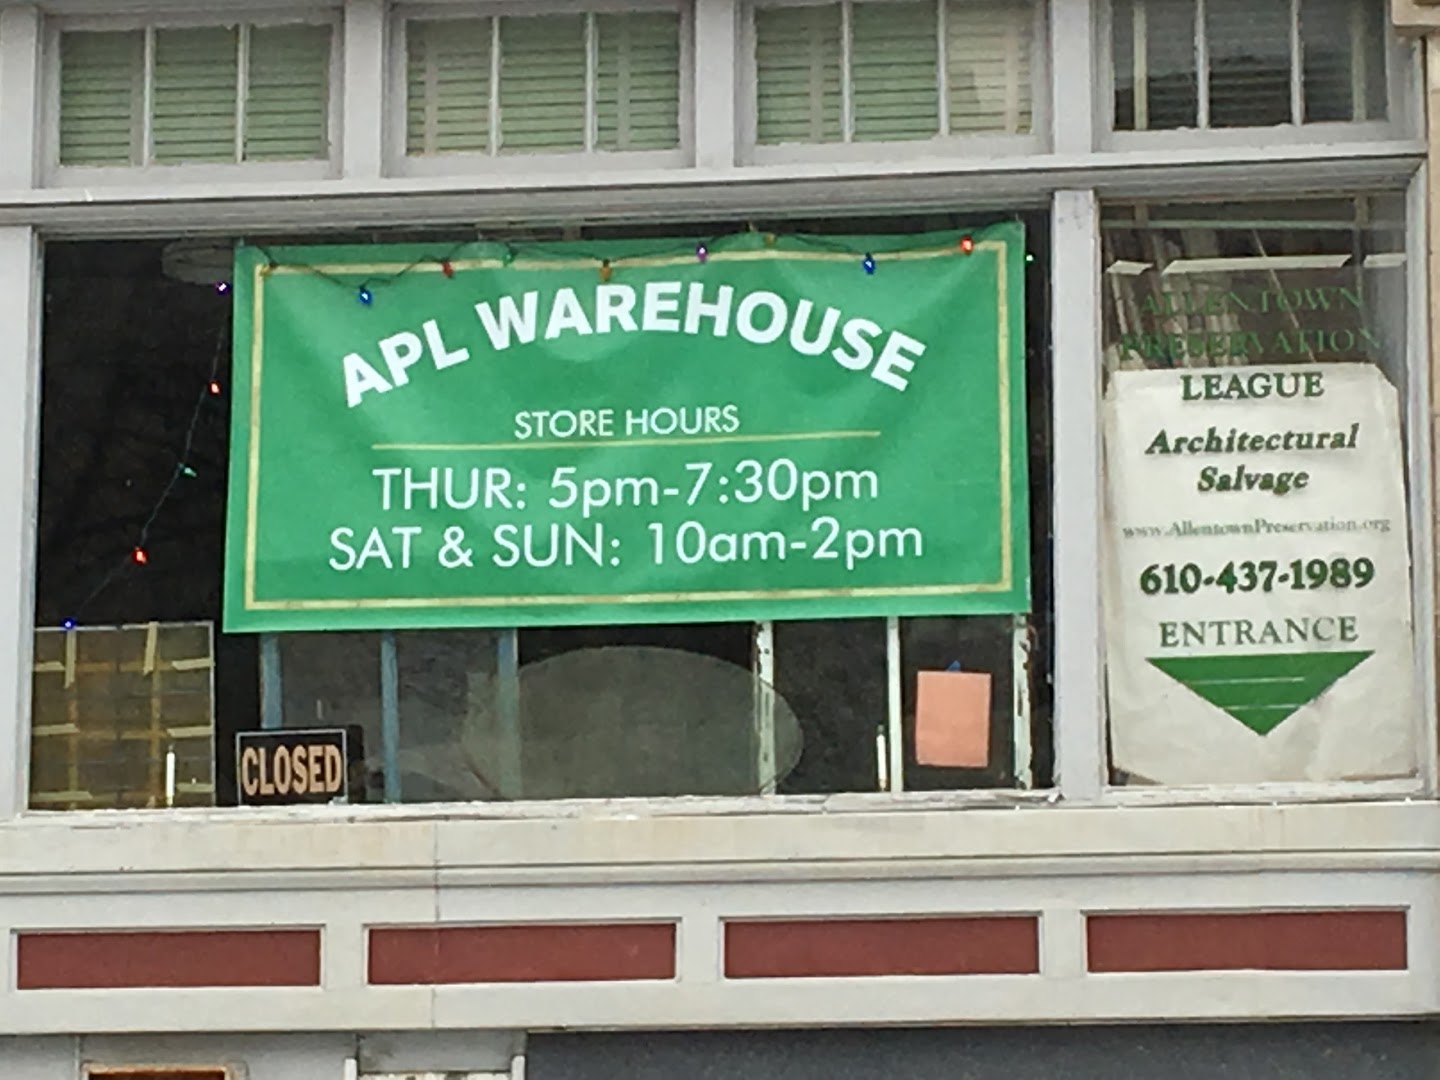 APL WAREHOUSE
STORE HOURS
THUR: 5pm-7:30pm
SAT & SUN: 10am-2pm
CLOSED
ALLENTOWN
PRESERVATION
LEAGUE
Architectural
Salvage
www.AllentownPreservation.org
610-437-1989
ENTRANCE